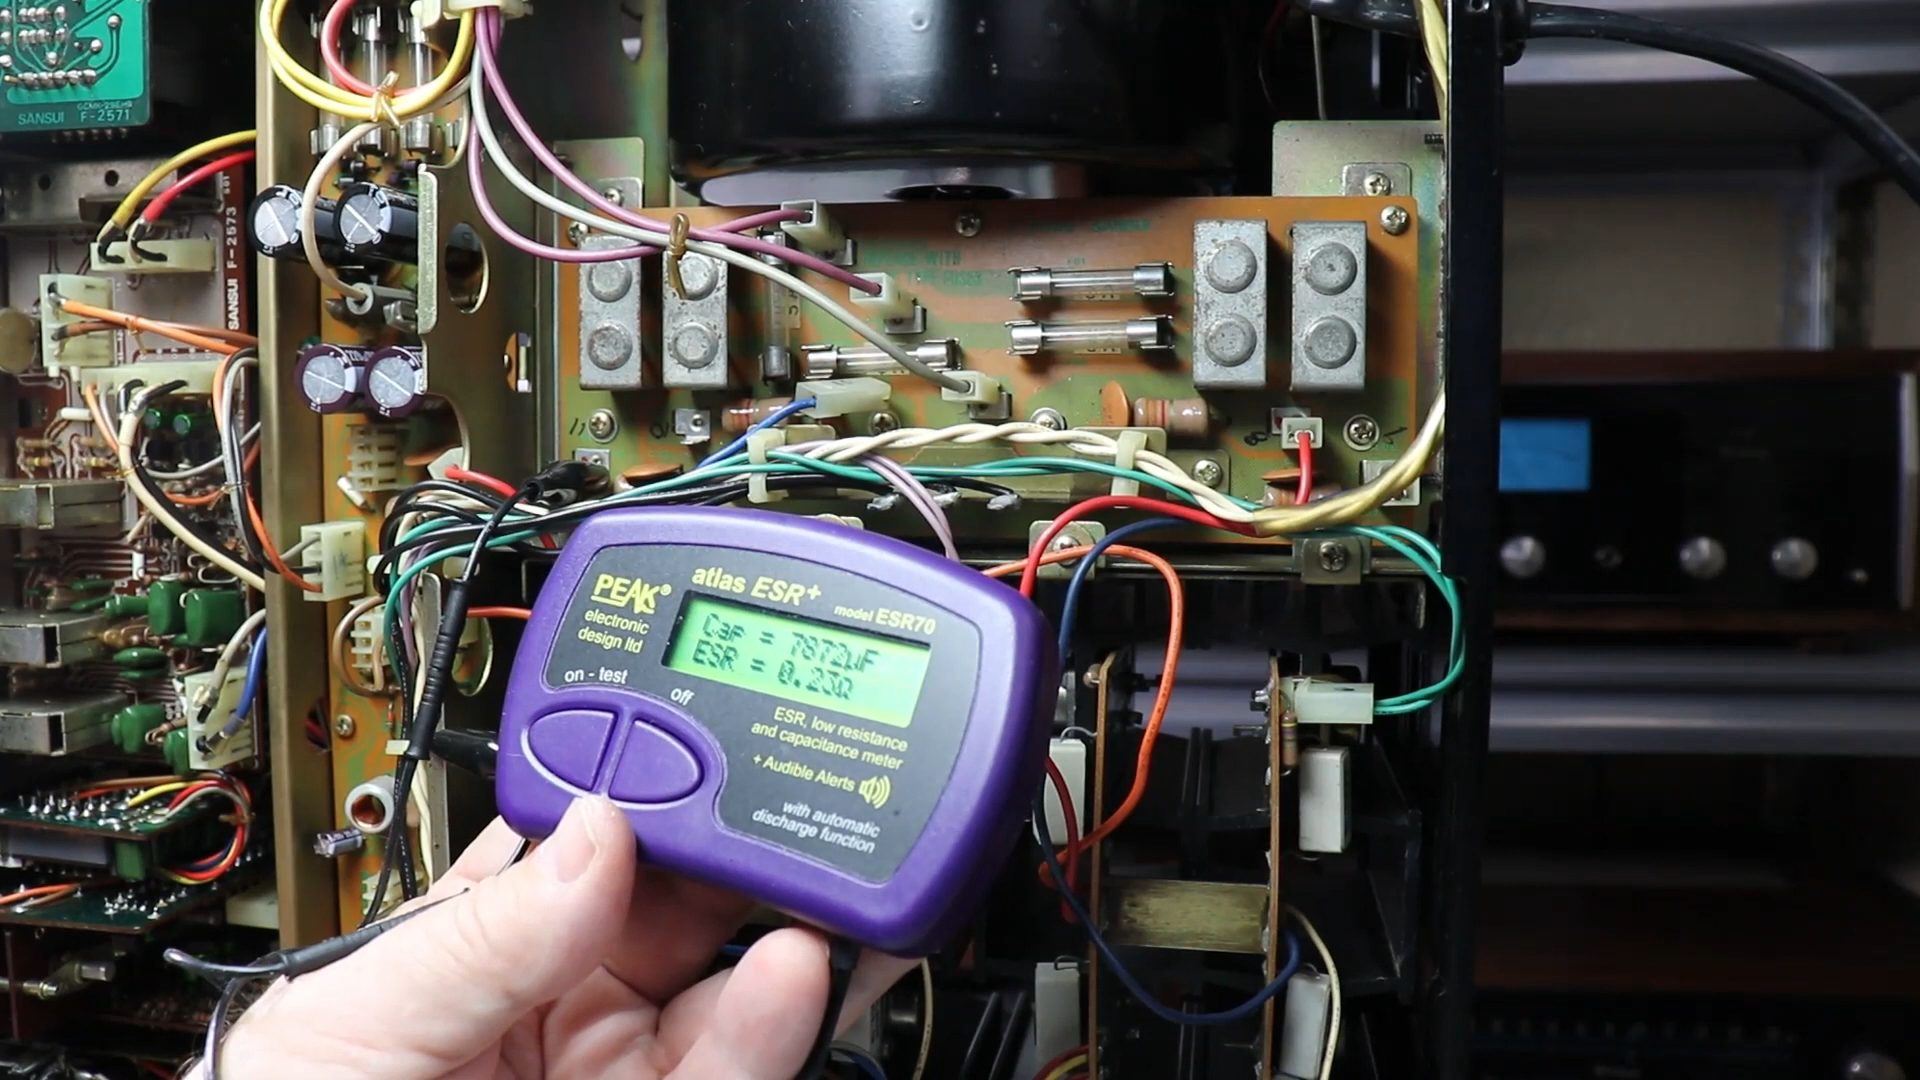 SANSUI F-2571
SANSUI F-2573
PEAK®
electronic
design ltd
atlas ESR+
model ESR70
Cap = 7872µF
ESR = 0.23Ω
on - test
off
ESR, low resistance
and capacitance meter
+ Audible Alerts
with automatic
discharge function